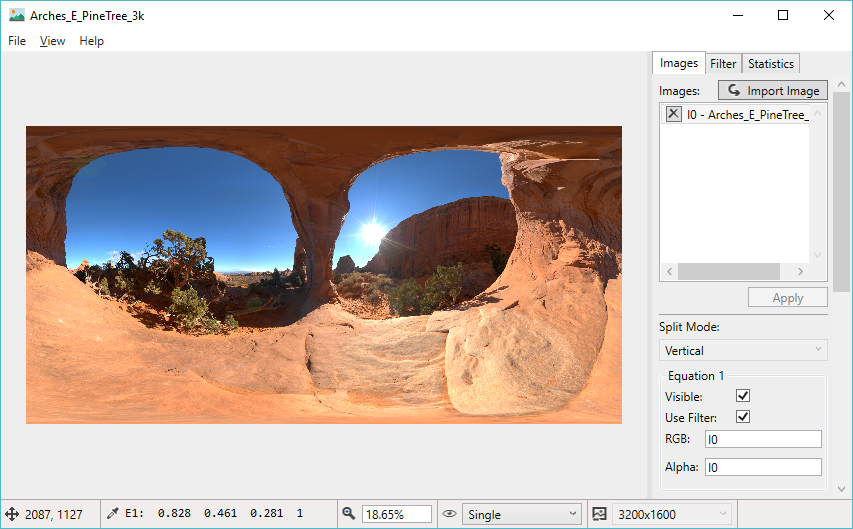 Arches_E_PineTree_3k
File View Help
Images Filter Statistics
Images: Import Image
I0 - Arches_E_PineTree_
Apply
Split Mode:
Vertical
Equation 1
Visible:
Use Filter:
RGB: I0
Alpha: I0
2087, 1127 E1: 0.828 0.461 0.281 1 18.65% Single 3200x1600